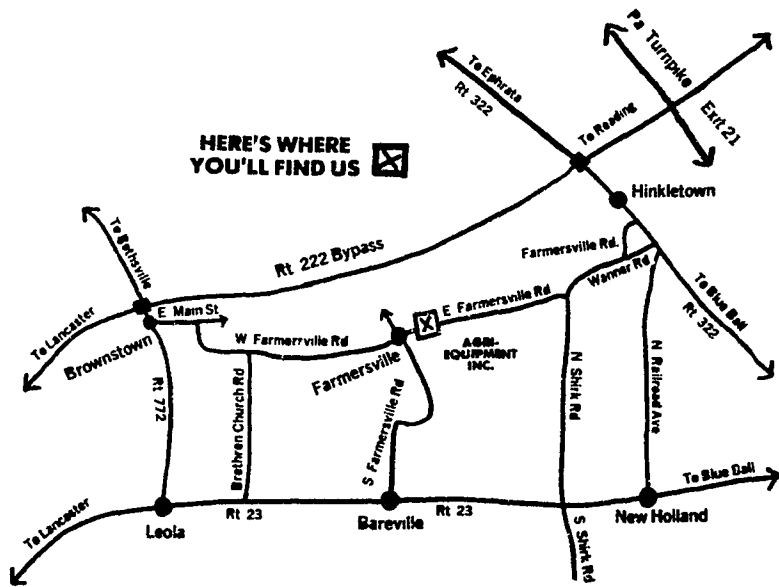 Pa Turnpike
Exit 21
To Ephrata
Rt 322
To Reading
HERE'S WHERE
YOU'LL FIND US
Hinkletown
To Bethsville
Rt 222 Bypass
Farmersville Rd.
Wanner Rd
To Blue Ball
Rt 322
E Main St
E Farmersville Rd
To Lancaster
Brownstown
W Farmerrville Rd
Farmersville
AGRI-
EQUIPMENT
INC.
Rt 772
Brethren Church Rd
S Farmersville Rd
N Shirk Rd
N Railroad Ave
To Blue Ball
To Lancaster
Leola
Rt 23
Bareville
Rt 23
New Holland
S Shirk Rd